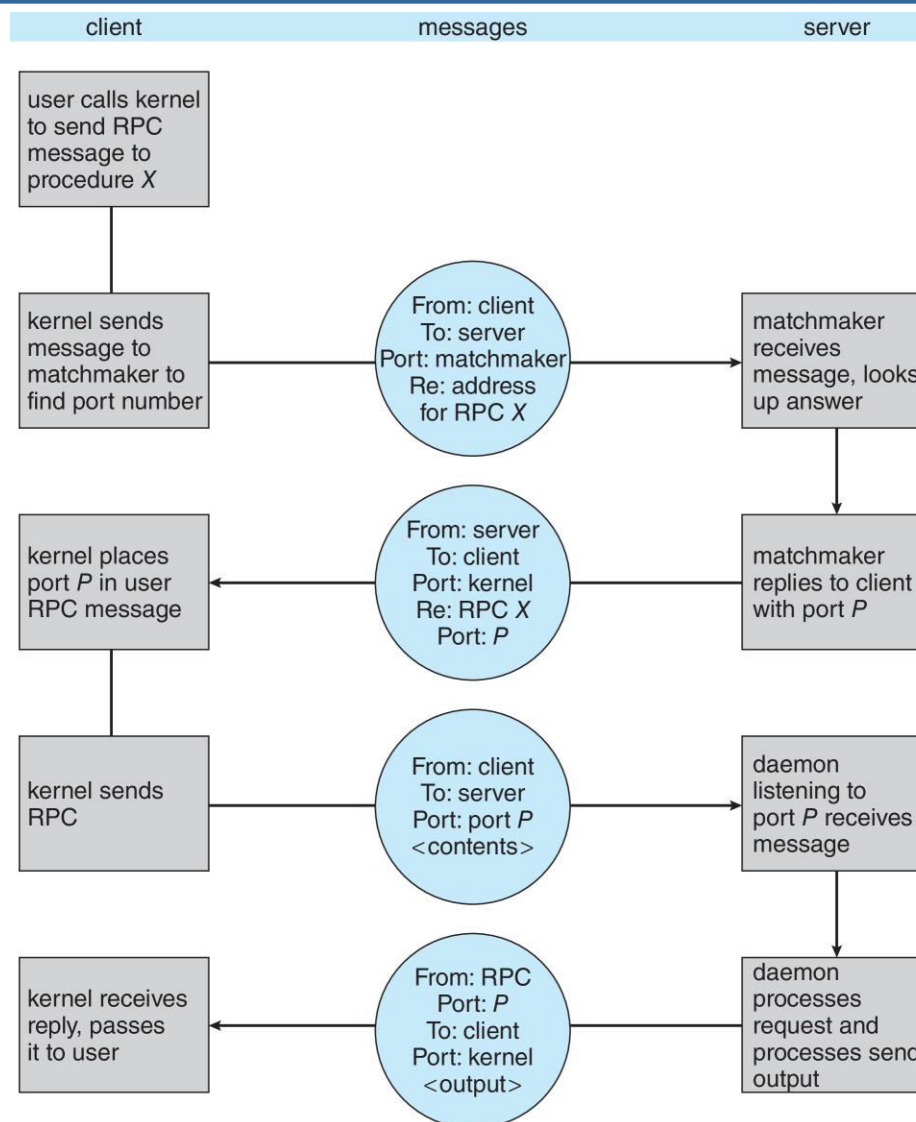 client
messages
server
user calls kernel
to send RPC
message to
procedure X
kernel sends
message to
matchmaker to
find port number
From: client
To: server
Port: matchmaker
Re: address
for RPC X
matchmaker
receives
message, looks
up answer
kernel places
port P in user
RPC message
From: server
To: client
Port: kernel
Re: RPC X
Port: P
matchmaker
replies to client
with port P
kernel sends
RPC
From: client
To: server
Port: port P
<contents>
daemon
listening to
port P receives
message
kernel receives
reply, passes
it to user
From: RPC
Port: P
To: client
Port: kernel
<output>
daemon
processes
request and
processes send
output